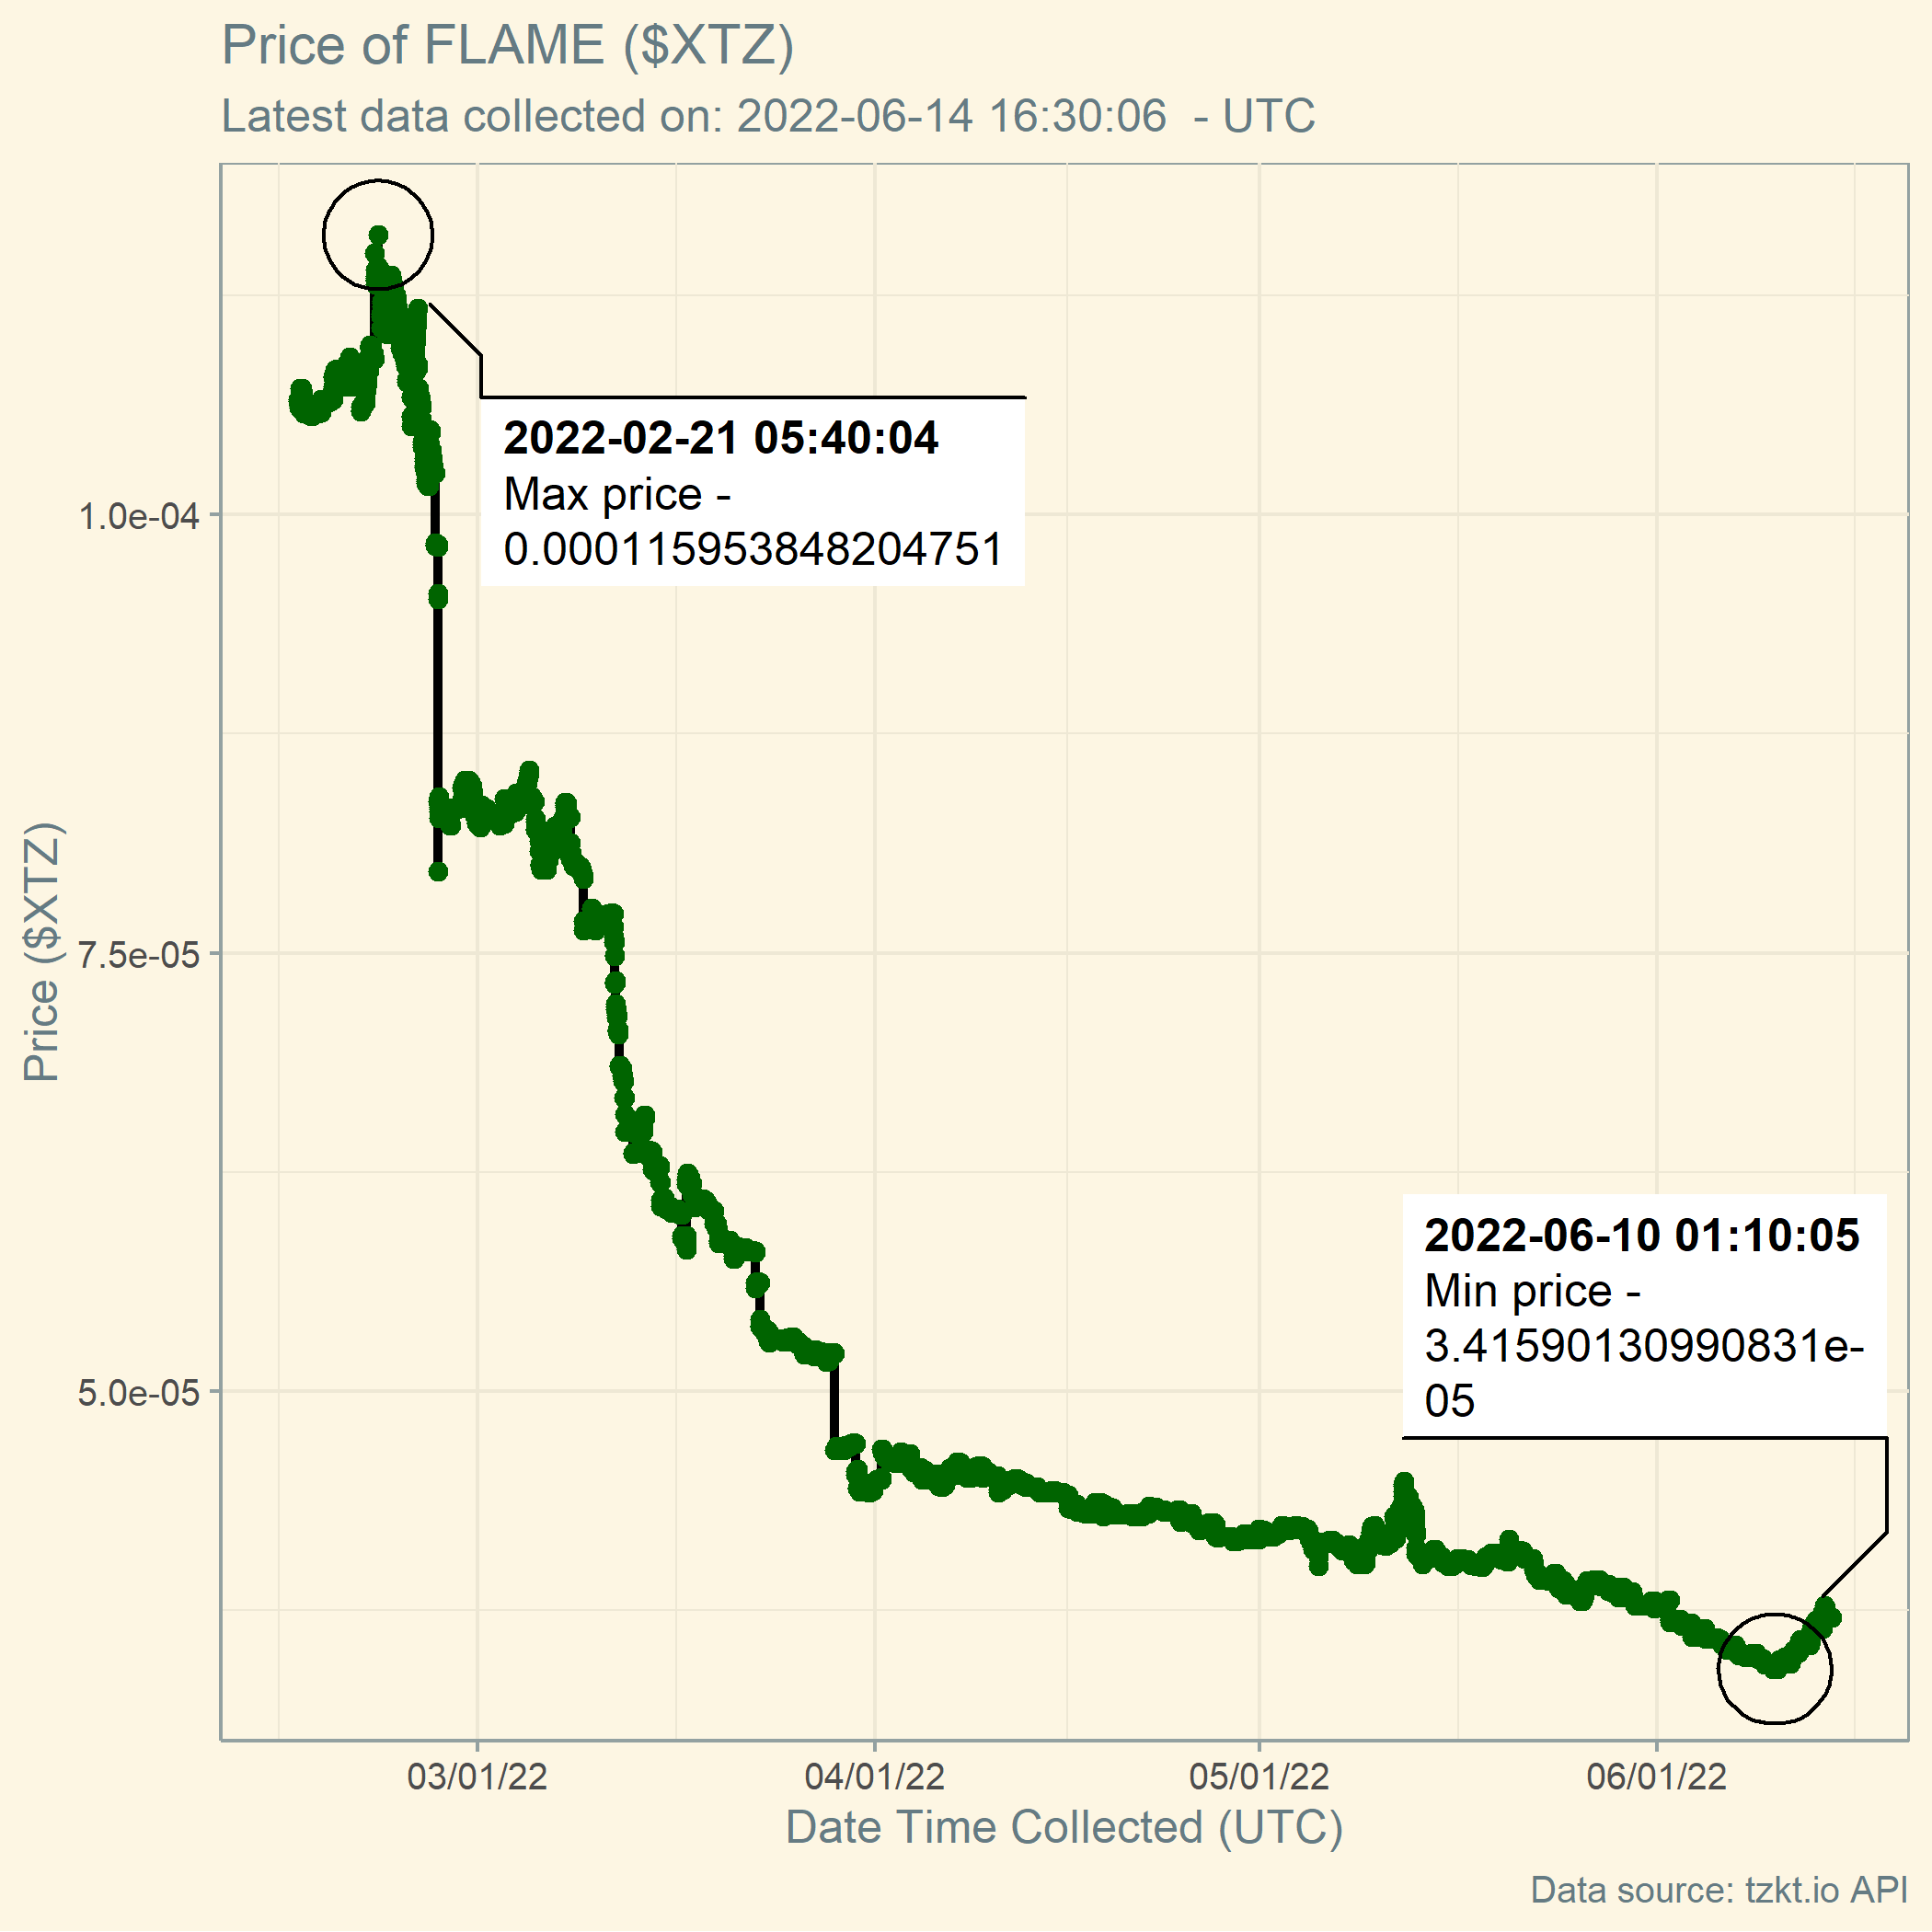 Price of FLAME ($XTZ)
Latest data collected on: 2022-06-14 16:30:06  - UTC
2022-02-21 05:40:04
Max price -
0.000115953848204751
1.0e-04
7.5e-05
5.0e-05
Price ($XTZ)
2022-06-10 01:10:05
Min price -
3.41590130990831e-
05
03/01/22
04/01/22
05/01/22
06/01/22
Date Time Collected (UTC)
Data source: tzkt.io API